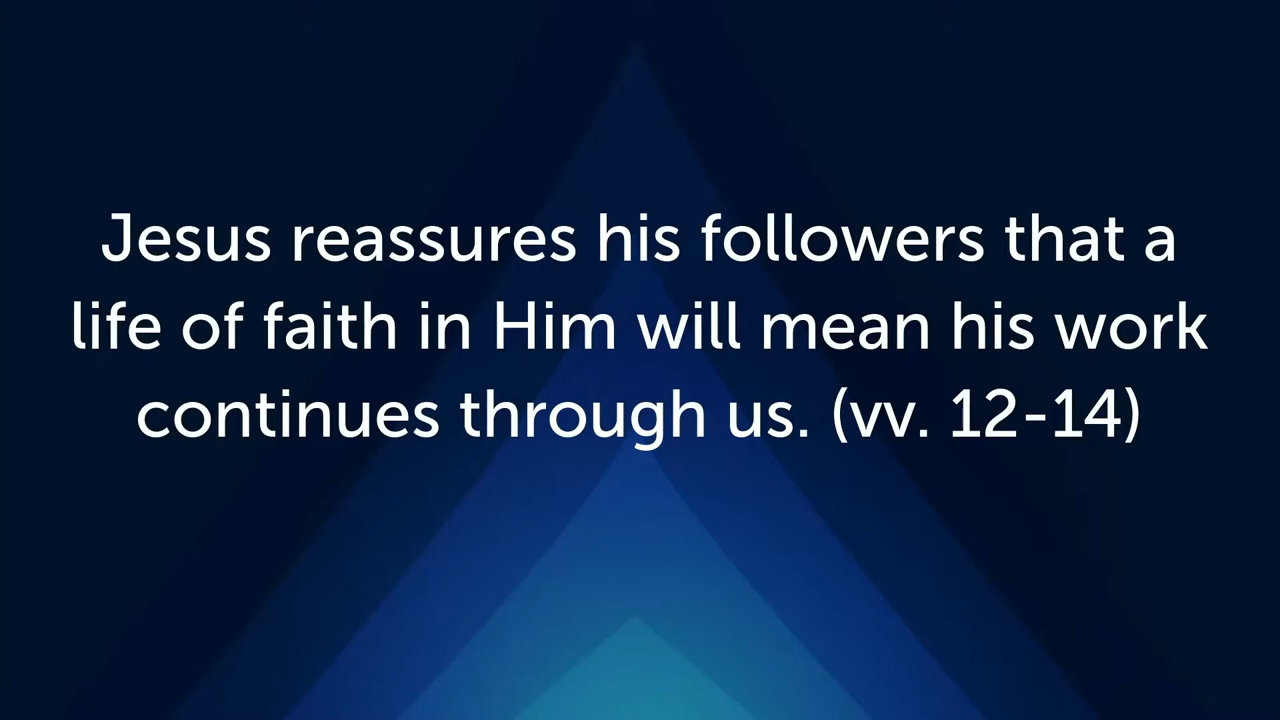 Jesus reassures his followers that a
life of faith in Him will mean his work
continues through us. (vv. 12-14)